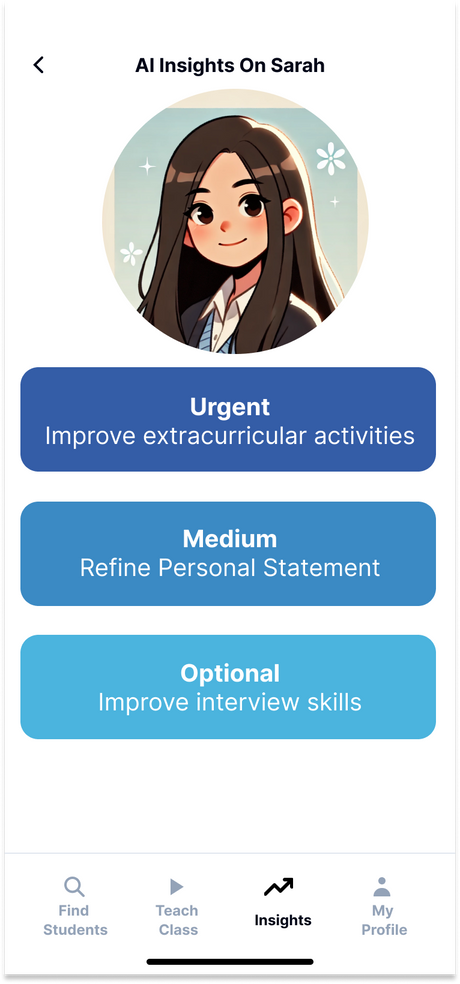 AI Insights On Sarah
Urgent
Improve extracurricular activities
Medium
Refine Personal Statement
Optional
Improve interview skills
Find
Students
Teach
Class
Insights
My
Profile